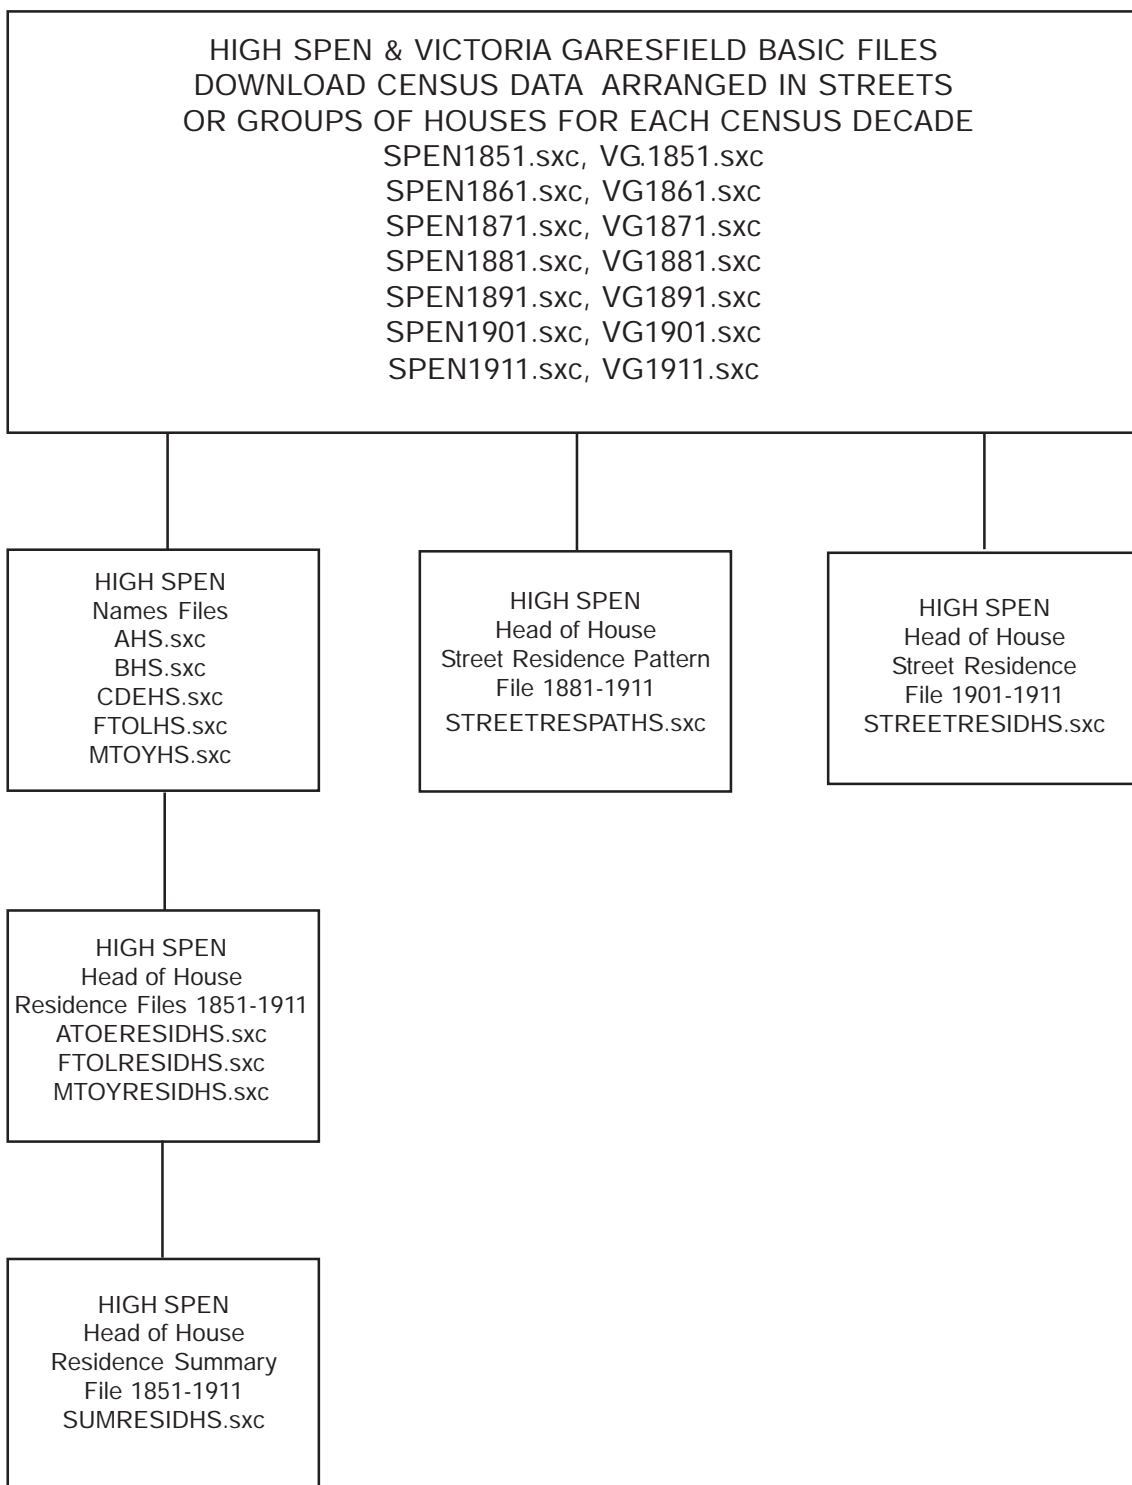 HIGH SPEN & VICTORIA GARESFIELD BASIC FILES
DOWNLOAD CENSUS DATA ARRANGED IN STREETS
OR GROUPS OF HOUSES FOR EACH CENSUS DECADE
SPEN1851.sxc, VG.1851.sxc
SPEN1861.sxc, VG1861.sxc
SPEN1871.sxc, VG1871.sxc
SPEN1881.sxc, VG1881.sxc
SPEN1891.sxc, VG1891.sxc
SPEN1901.sxc, VG1901.sxc
SPEN1911.sxc, VG1911.sxc
HIGH SPEN
Names Files
AHS.sxc
BHS.sxc
CDEHS.sxc
FTOLHS.sxc
MTOYHS.sxc
HIGH SPEN
Head of House
Street Residence Pattern
File 1881-1911
STREETRESPATHS.sxc
HIGH SPEN
Head of House
Street Residence
File 1901-1911
STREETRESIDHS.sxc
HIGH SPEN
Head of House
Residence Files 1851-1911
ATOERESIDHS.sxc
FTOLRESIDHS.sxc
MTOYRESIDHS.sxc
HIGH SPEN
Head of House
Residence Summary
File 1851-1911
SUMRESIDHS.sxc